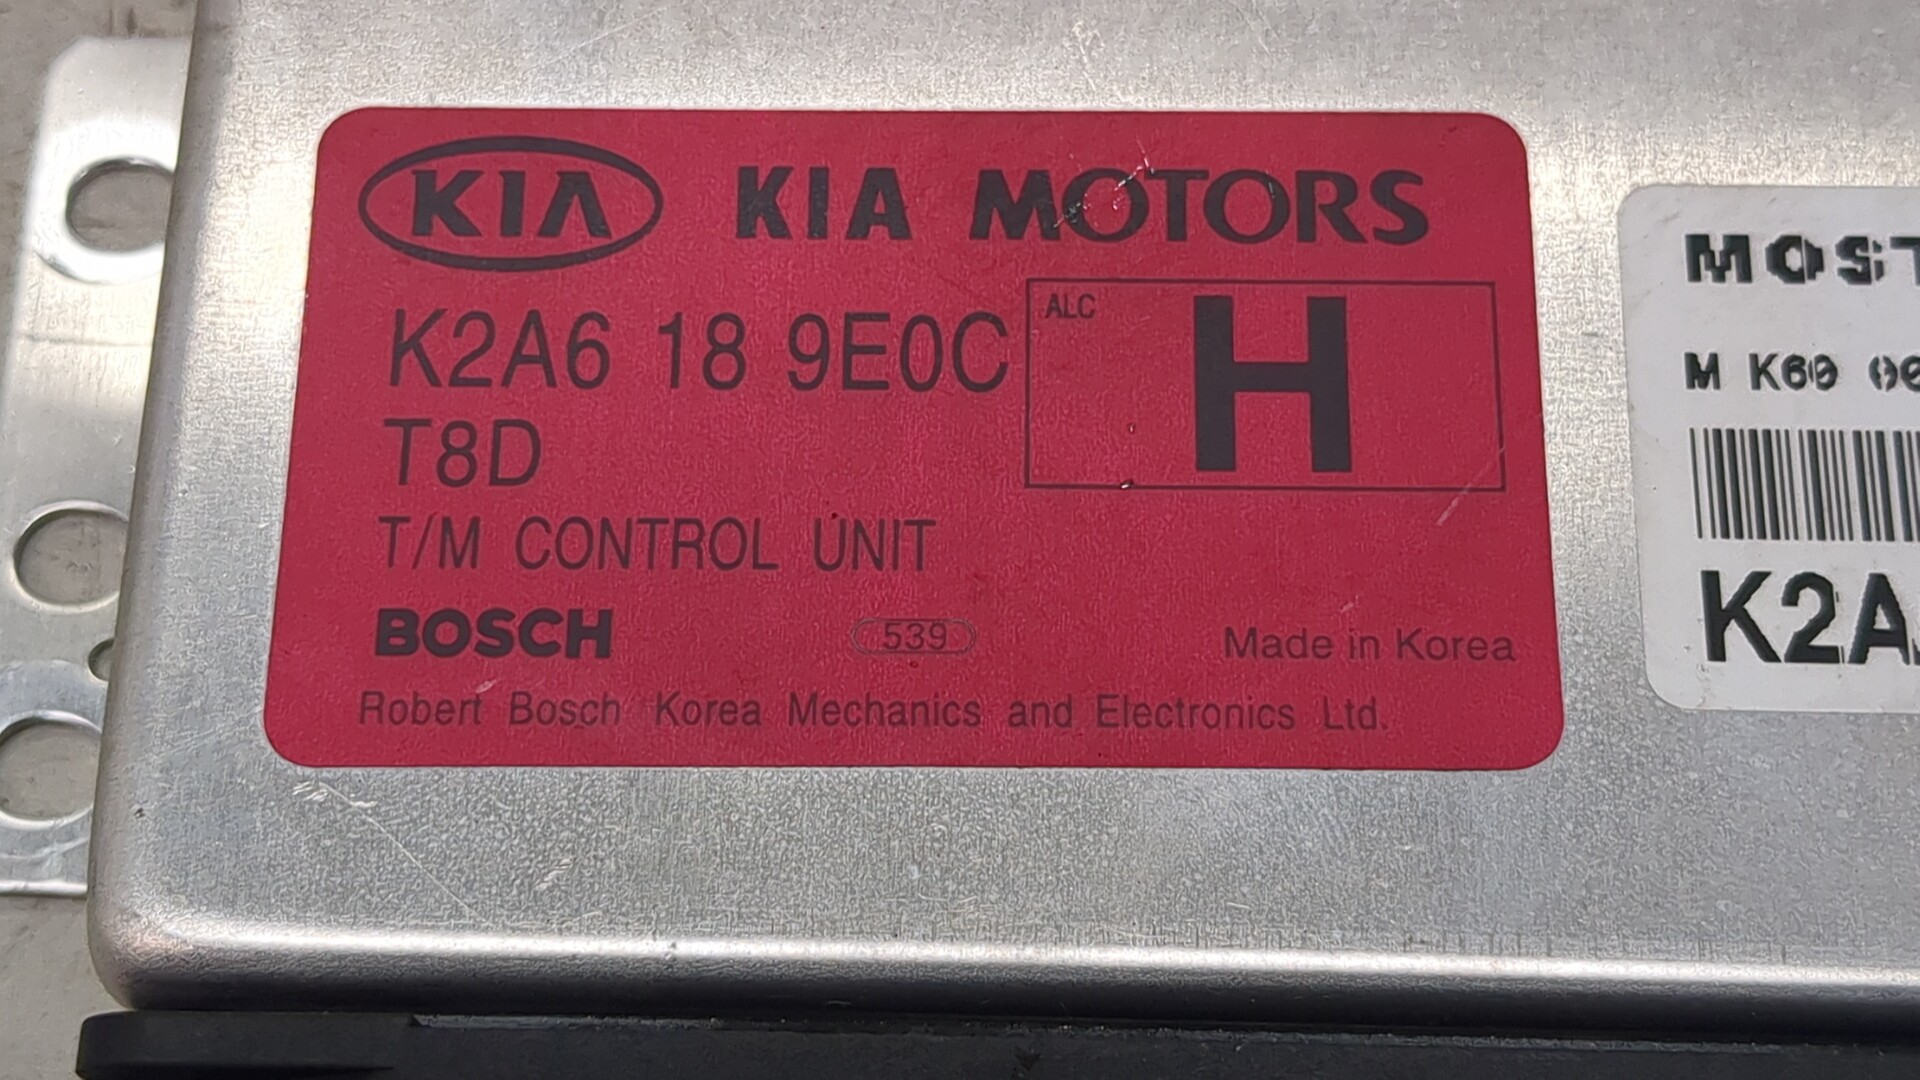 KIA KIA MOTORS
K2A6 18 9E0C
ALC
H
T8D
T/M CONTROL UNIT
BOSCH 539 Made in Korea
Robert Bosch Korea Mechanics and Electronics Ltd.
MOST
M K60
K2A